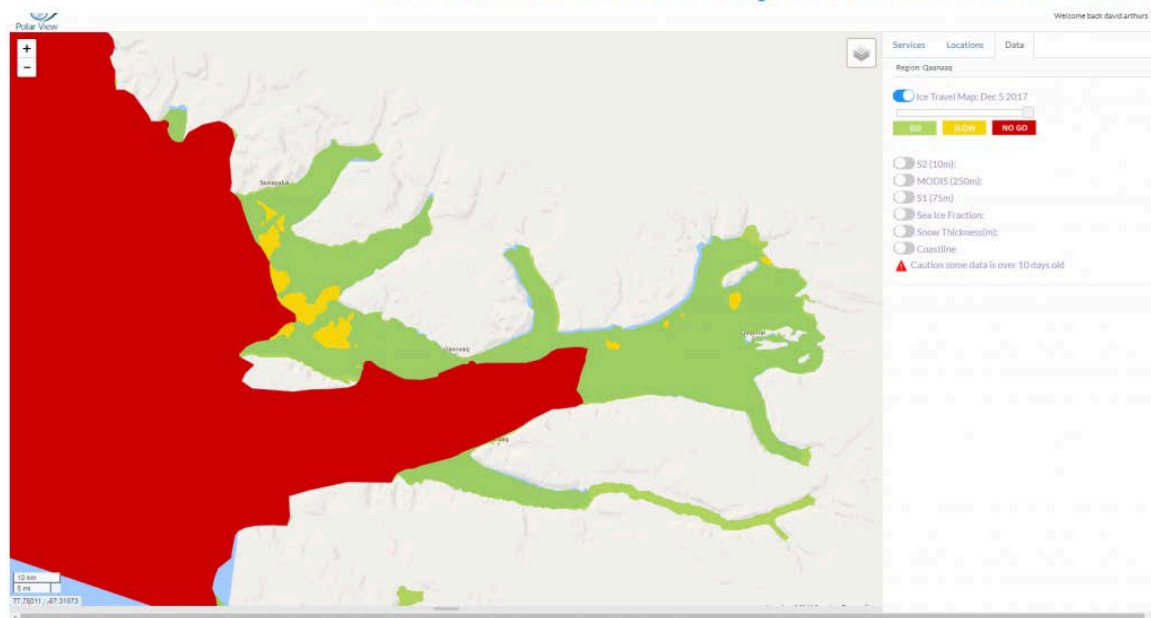 Polar View
Welcome back david.arthurs
+
−
Services Locations Data
Region: Qaanaaq
Ice Travel Map: Dec 5 2017
GO SLOW NO GO
S2 (10m):
MODIS (250m):
S1 (75m)
Sea Ice Fraction:
Snow Thickness(m):
Coastline
Caution some data is over 10 days old
Qaanaaq
10 km
5 mi